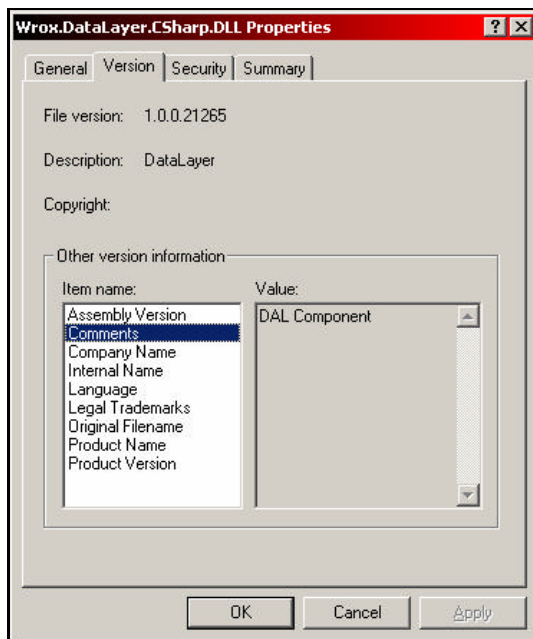 Wrox.DataLayer.CSharp.DLL Properties
General Version Security Summary
File version: 1.0.0.21265
Description: DataLayer
Copyright:
Other version information
Item name: Value:
Assembly Version DAL Component
Comments
Company Name
Internal Name
Language
Legal Trademarks
Original Filename
Product Name
Product Version
OK Cancel Apply